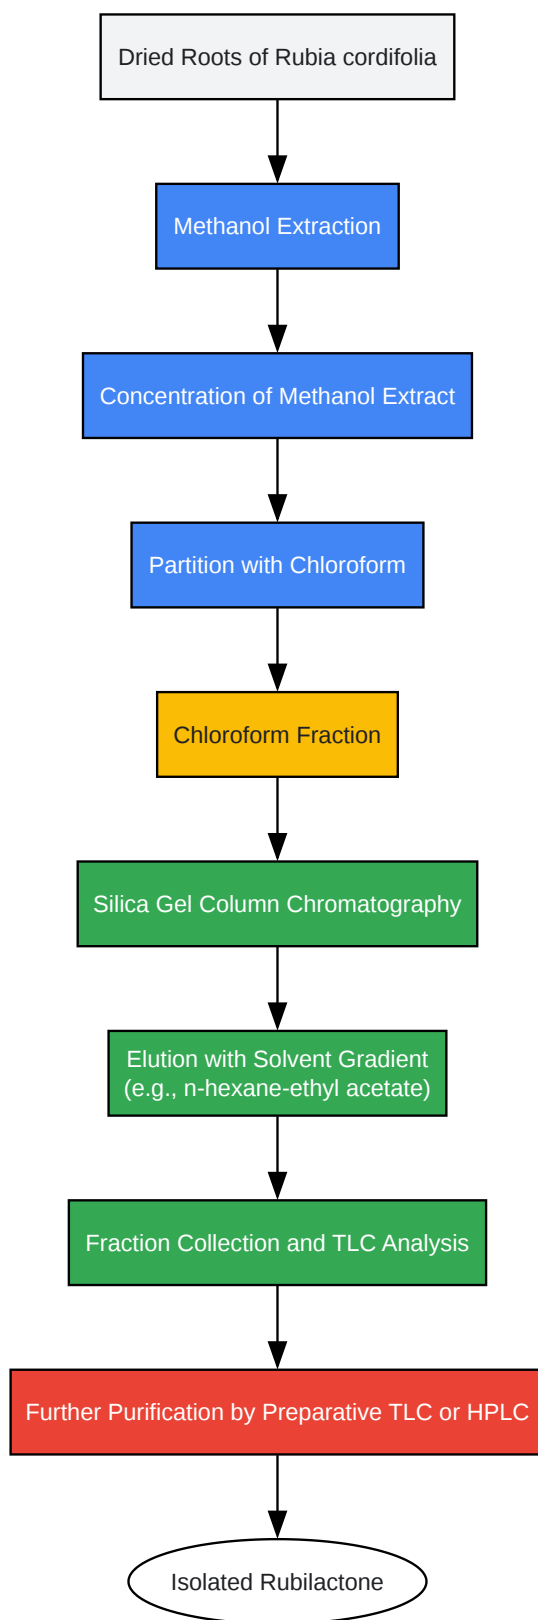 Dried Roots of Rubia cordifolia
Methanol Extraction
Concentration of Methanol Extract
Partition with Chloroform
Chloroform Fraction
Silica Gel Column Chromatography
Elution with Solvent Gradient
(e.g., n-hexane-ethyl acetate)
Fraction Collection and TLC Analysis
Further Purification by Preparative TLC or HPLC
Isolated Rubilactone